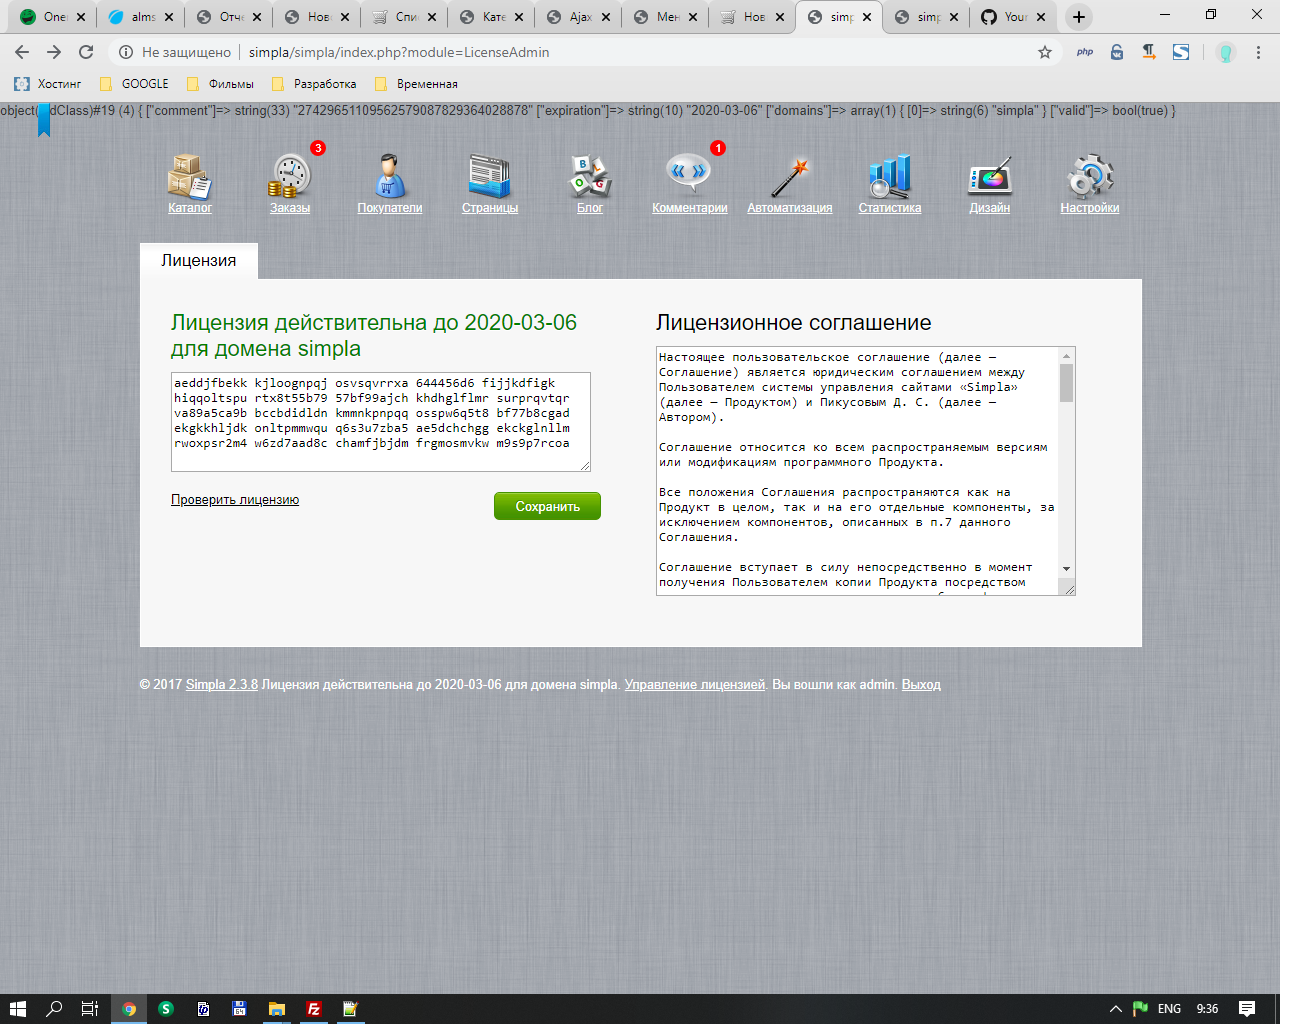 One
alms
Отче
Нов
Спи
Кате
Ajax
Мен
Нов
simp
simp
Your
Не защищено
simpla/simpla/index.php?module=LicenseAdmin
php
Хостинг
GOOGLE
Фильмы
Разработка
Временная
dClass)#19 (4) { ["comment"]=> string(33) "274296511095625790878293640288 78" ["expiration"]=> string(10) "2020-03-06" ["domains"]=> array(1) { [0]=> string(6) "simpla" } ["valid"]=> bool(true) }
3
1
Каталог
Заказы
Покупатели
Страницы
Блог
Комментарии
Автоматизация
Статистика
Дизайн
Настройки
Лицензия
Лицензия действительна до 2020-03-06
для домена simpla
aeddjfbekk kjloognpqj osvsqvrrxa 644456d6 fijjkdfigk
hiqqoltspu rtx8t55b79 57bf99ajch khdhglflmr surprqvtqr
va89a5ca9b bccbdidldn kmmnkpnpqq osspw6q5t8 bf77b8cgad
ekgkkhljdk onltpmmwqu q6s3u7zba5 ae5dchchgg ekckglnllm
rwoxpsr2m4 w6zd7aad8c chamfjbjdm frgmosmvkw m9s9p7rcoa
Проверить лицензию
Сохранить
Лицензионное соглашение
Настоящее пользовательское соглашение (далее –
Соглашение) является юридическим соглашением между
Пользователем системы управления сайтами «Simpla»
(далее – Продуктом) и Пикусовым Д. С. (далее –
Автором).
Соглашение относится ко всем распространяемым версиям
или модификациям программного Продукта.
Все положения Соглашения распространяются как на
Продукт в целом, так и на его отдельные компоненты, за
исключением компонентов, описанных в п.7 данного
Соглашения.
Соглашение вступает в силу непосредственно в момент
получения Пользователем копии Продукта посредством
© 2017 Simpla 2.3.8 Лицензия действительна до 2020-03-06 для домена simpla. Управление лицензией. Вы вошли как admin. Выход
ENG
9:36